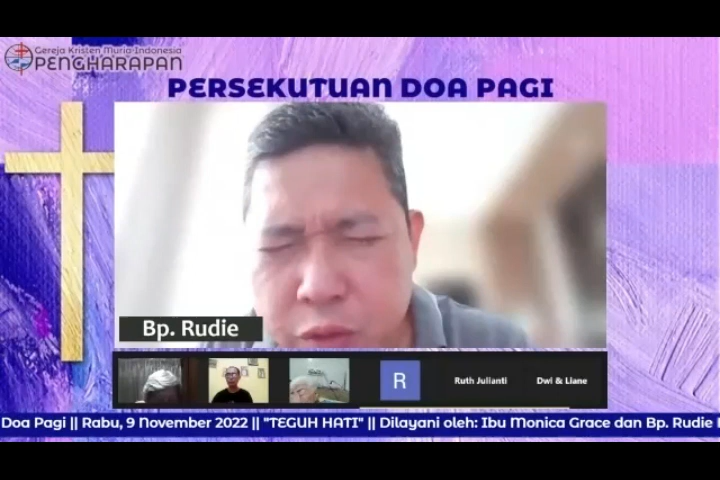 Gereja Kristen Muria Indonesia
PENGHARAPAN
PERSEKUTUAN DOA PAGI
Bp. Rudie
R
Ruth Julianti
Dwi & Liane
Doa Pagi || Rabu, 9 November 2022 || "TEGUH HATI" || Dilayani oleh: Ibu Monica Grace dan Bp. Rudie